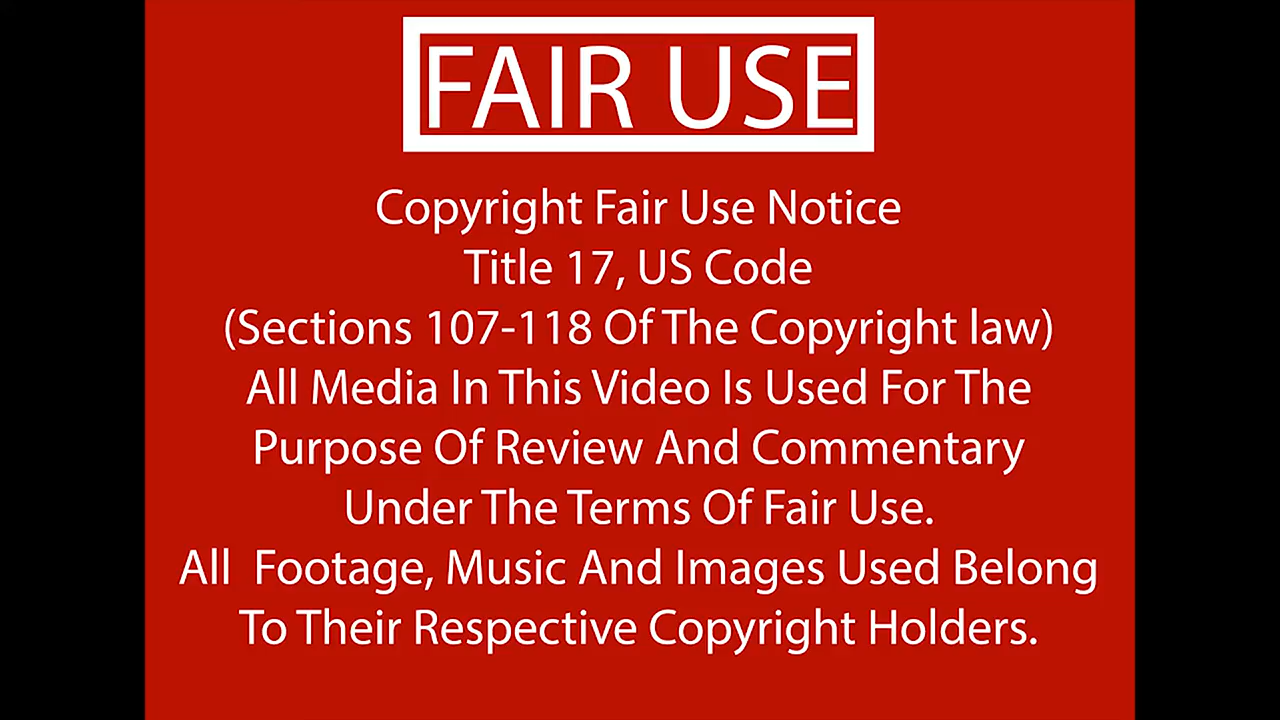 FAIR USE
Copyright Fair Use Notice
Title 17, US Code
(Sections 107-118 Of The Copyright law)
All Media In This Video Is Used For The
Purpose Of Review And Commentary
Under The Terms Of Fair Use.
All  Footage, Music And Images Used Belong
To Their Respective Copyright Holders.